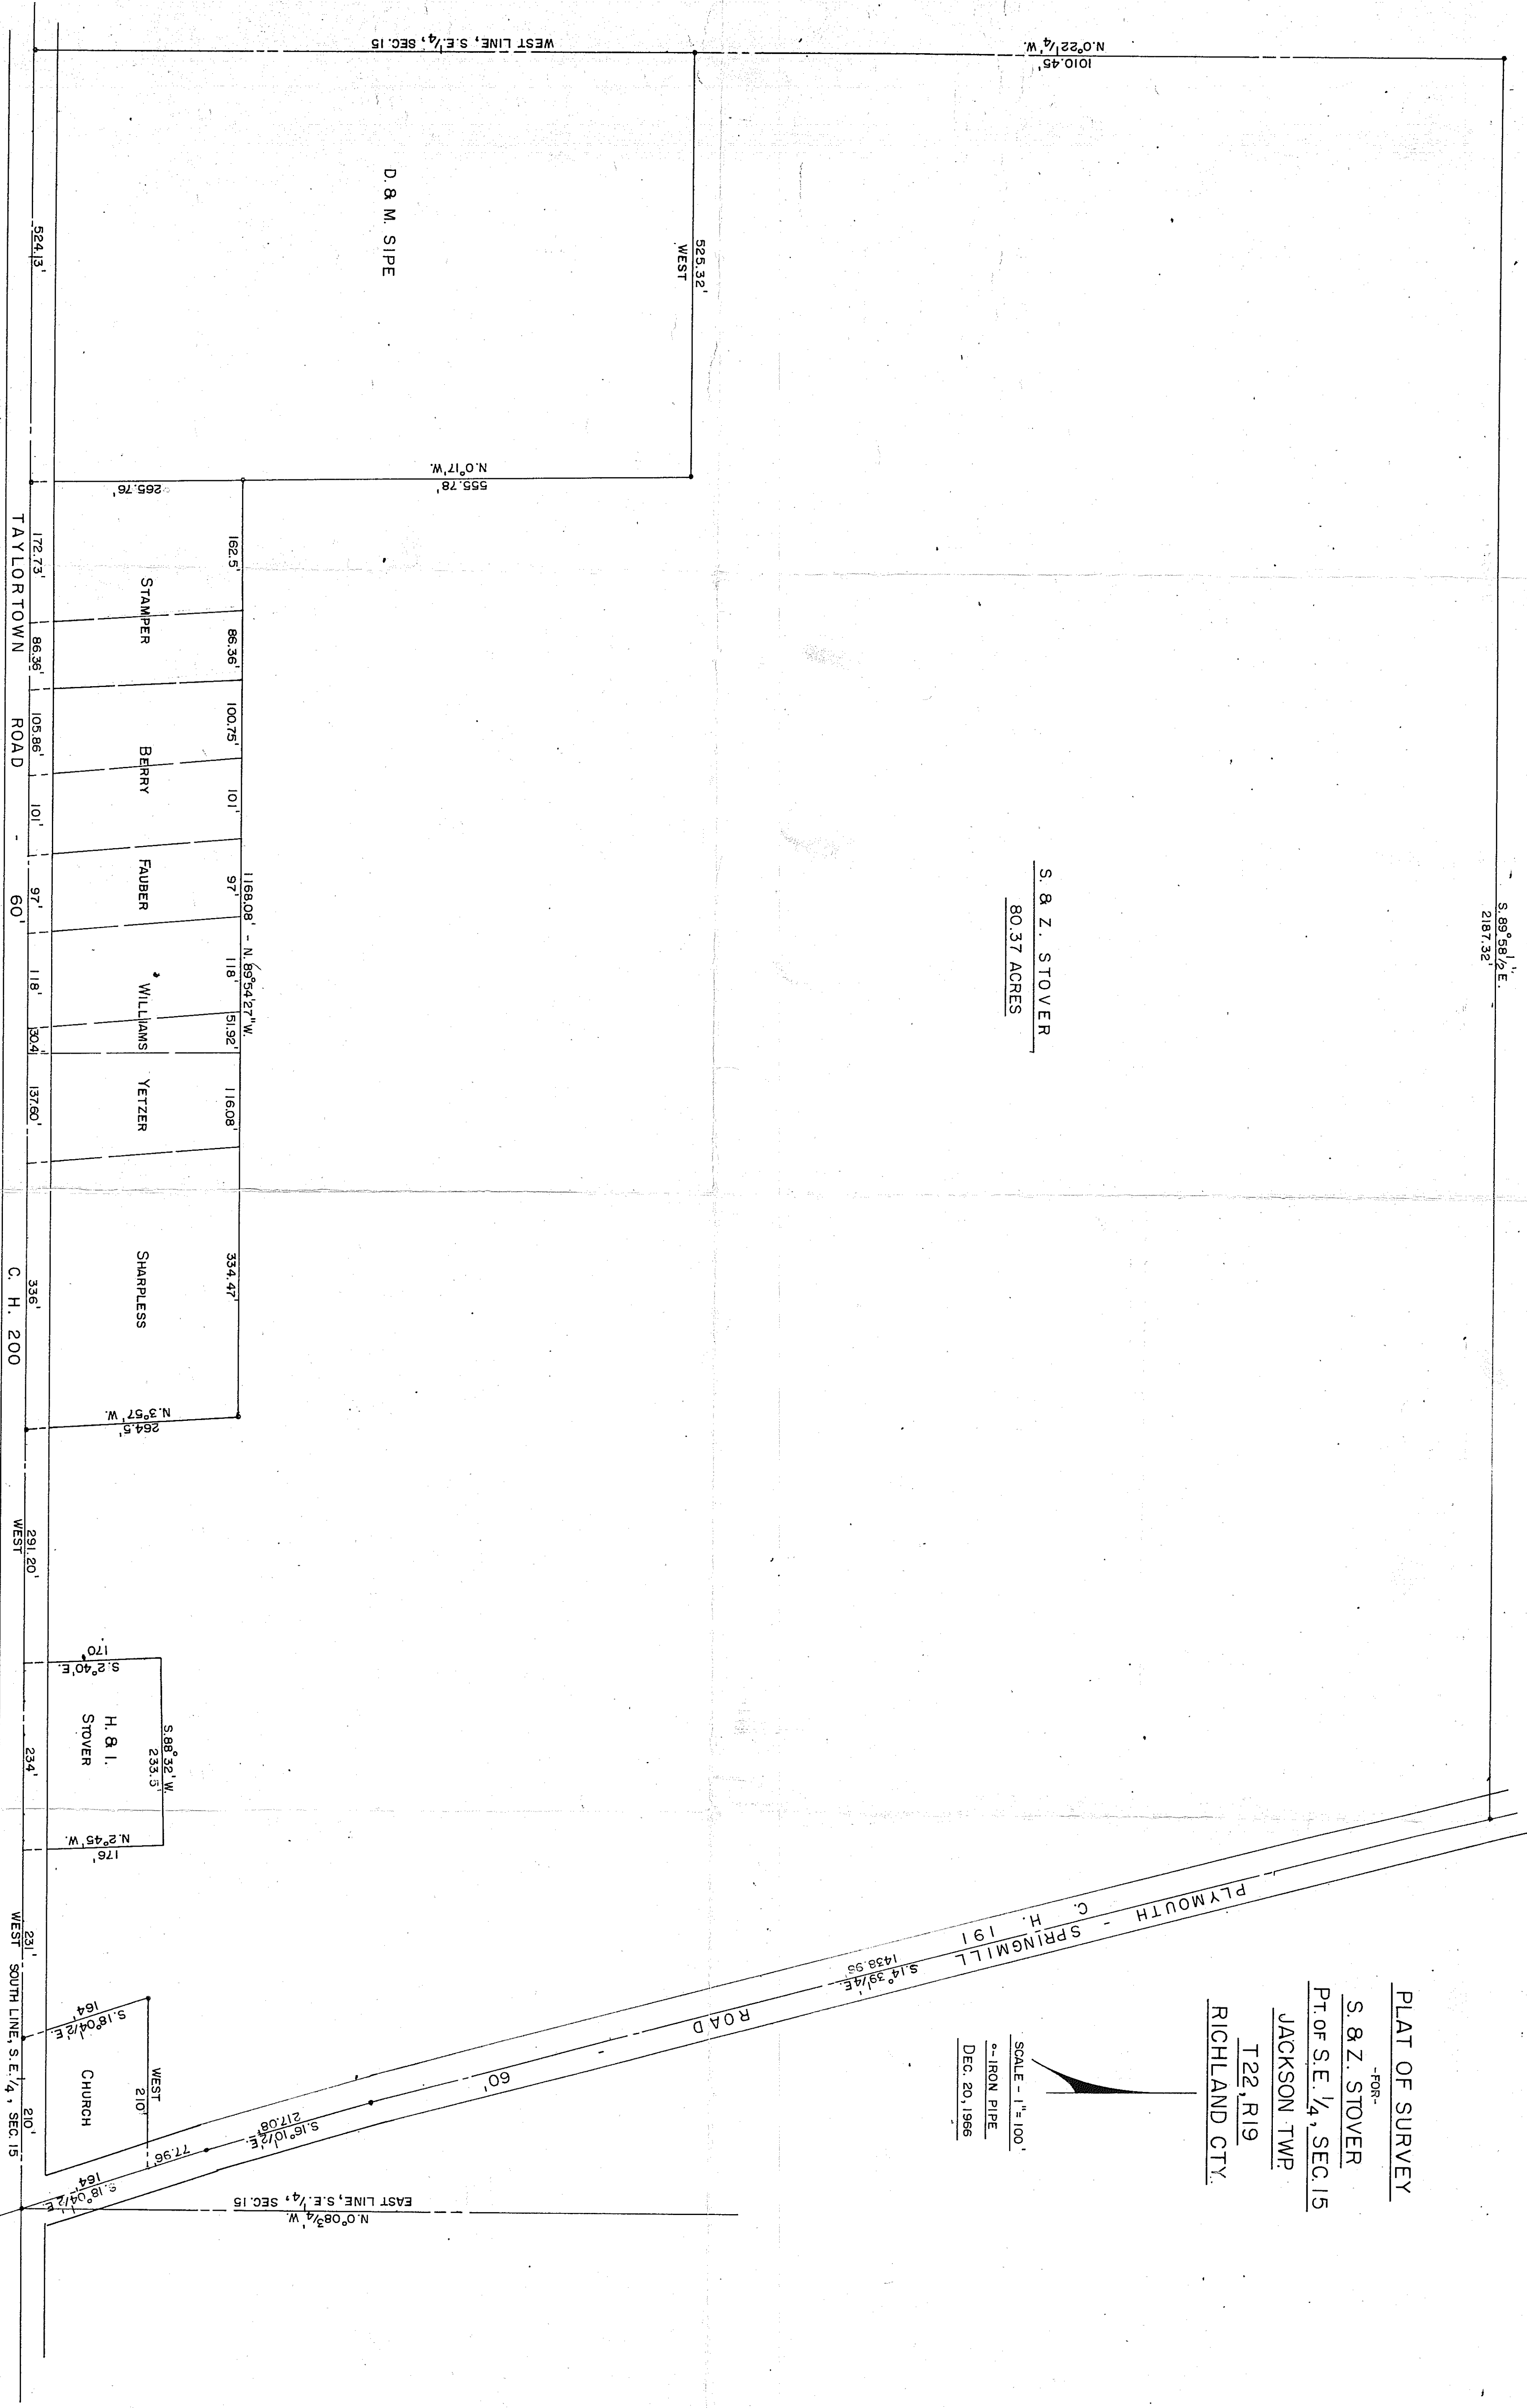 PLAT OF SURVEY
-FOR-
S. & Z. STOVER
PT. OF S.E. 1/4, SEC. 15
JACKSON TWP.
T 22, R 19
RICHLAND CTY.
SCALE - 1" = 100'
o-IRON PIPE
DEC. 20, 1966
S. 89° 58 1/2' E.
2187.32'
N. 0° 22 1/4' W.
1010.45'
WEST LINE, S.E. 1/4, SEC. 15
S. & Z. STOVER
80.37 ACRES
525.32'
WEST
D. & M. SIPE
N. 0° 17' W.
555.78'
265.76'
1168.08' - N. 89° 54' 27" W.
162.5'
86.36'
100.75'
101'
97'
118'
51.92'
116.08'
334.47'
STAMPER
BERRY
FAUBER
WILLIAMS
YETZER
SHARPLESS
N. 3° 57' W.
264.5'
S. 88° 32' W.
233.5'
S. 2° 40' E.
170'
H. & I.
STOVER
N. 2° 45' W.
176'
WEST
210'
S. 18° 04 1/2' E.
164'
CHURCH
PLYMOUTH - SPRINGMILL ROAD
C. H. 191
60'
S. 14° 39 1/4' E.
1438.95'
S. 16° 10 1/2' E.
217.08'
77.96'
S. 18° 04 1/2' E.
164'
EAST LINE, S.E. 1/4, SEC. 15
N. 0° 08 3/4' W.
524.13'
172.73'
86.36'
105.86'
101'
97'
118'
30.4'
137.60'
336'
291.20'
WEST
234'
231'
WEST
210'
SOUTH LINE, S.E. 1/4, SEC. 15
TAYLORTOWN ROAD - 60'
C. H. 200